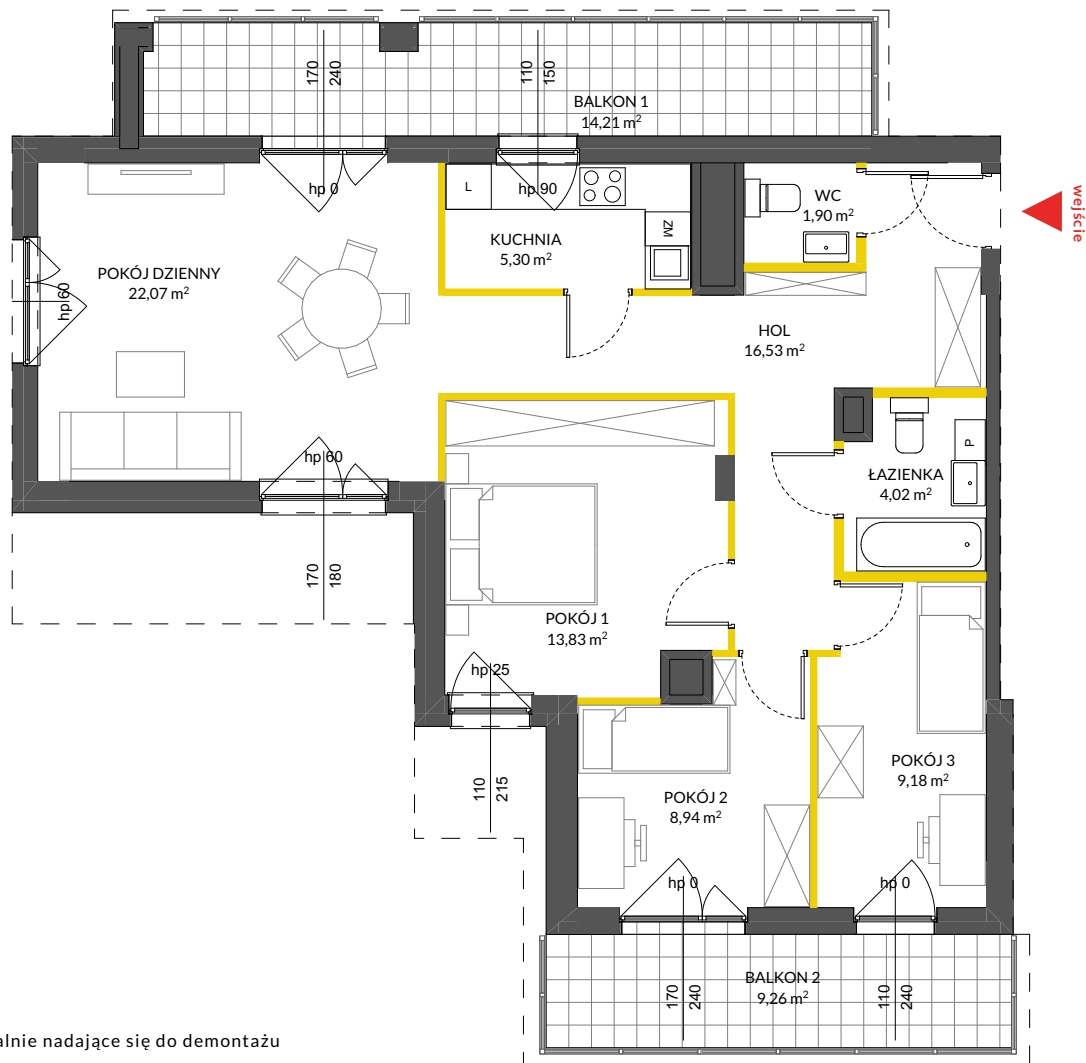 170
240
110
150
BALKON 1
14,21 m²
hp 0
L
hp 90
ZM
WC
1,90 m²
wejście
KUCHNIA
5,30 m²
POKÓJ DZIENNY
22,07 m²
hp 60
HOL
16,53 m²
hp 60
P
ŁAZIENKA
4,02 m²
170
180
POKÓJ 1
13,83 m²
hp 25
110
215
POKÓJ 2
8,94 m²
POKÓJ 3
9,18 m²
hp 0
hp 0
BALKON 2
9,26 m²
170
240
110
240
alnie nadające się do demontażu